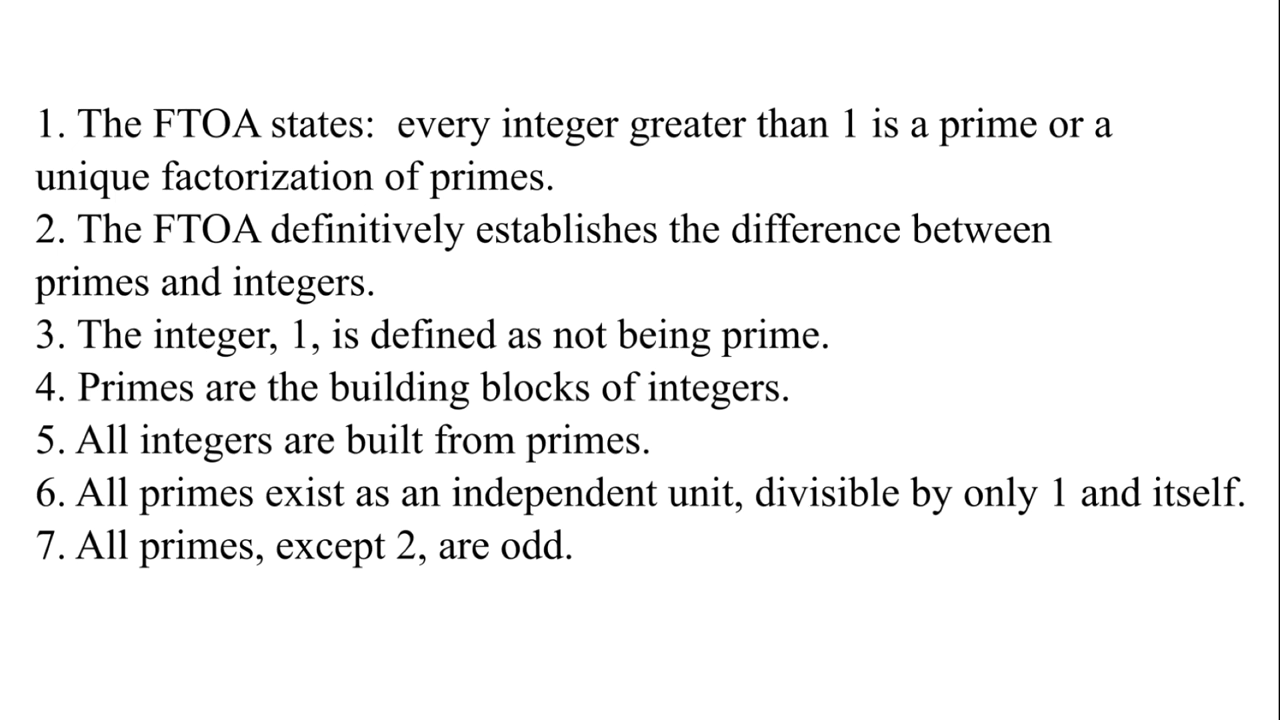 1. The FTOA states:  every integer greater than 1 is a prime or a
unique factorization of primes.
2. The FTOA definitively establishes the difference between
primes and integers.
3. The integer, 1, is defined as not being prime.
4. Primes are the building blocks of integers.
5. All integers are built from primes.
6. All primes exist as an independent unit, divisible by only 1 and itself.
7. All primes, except 2, are odd.